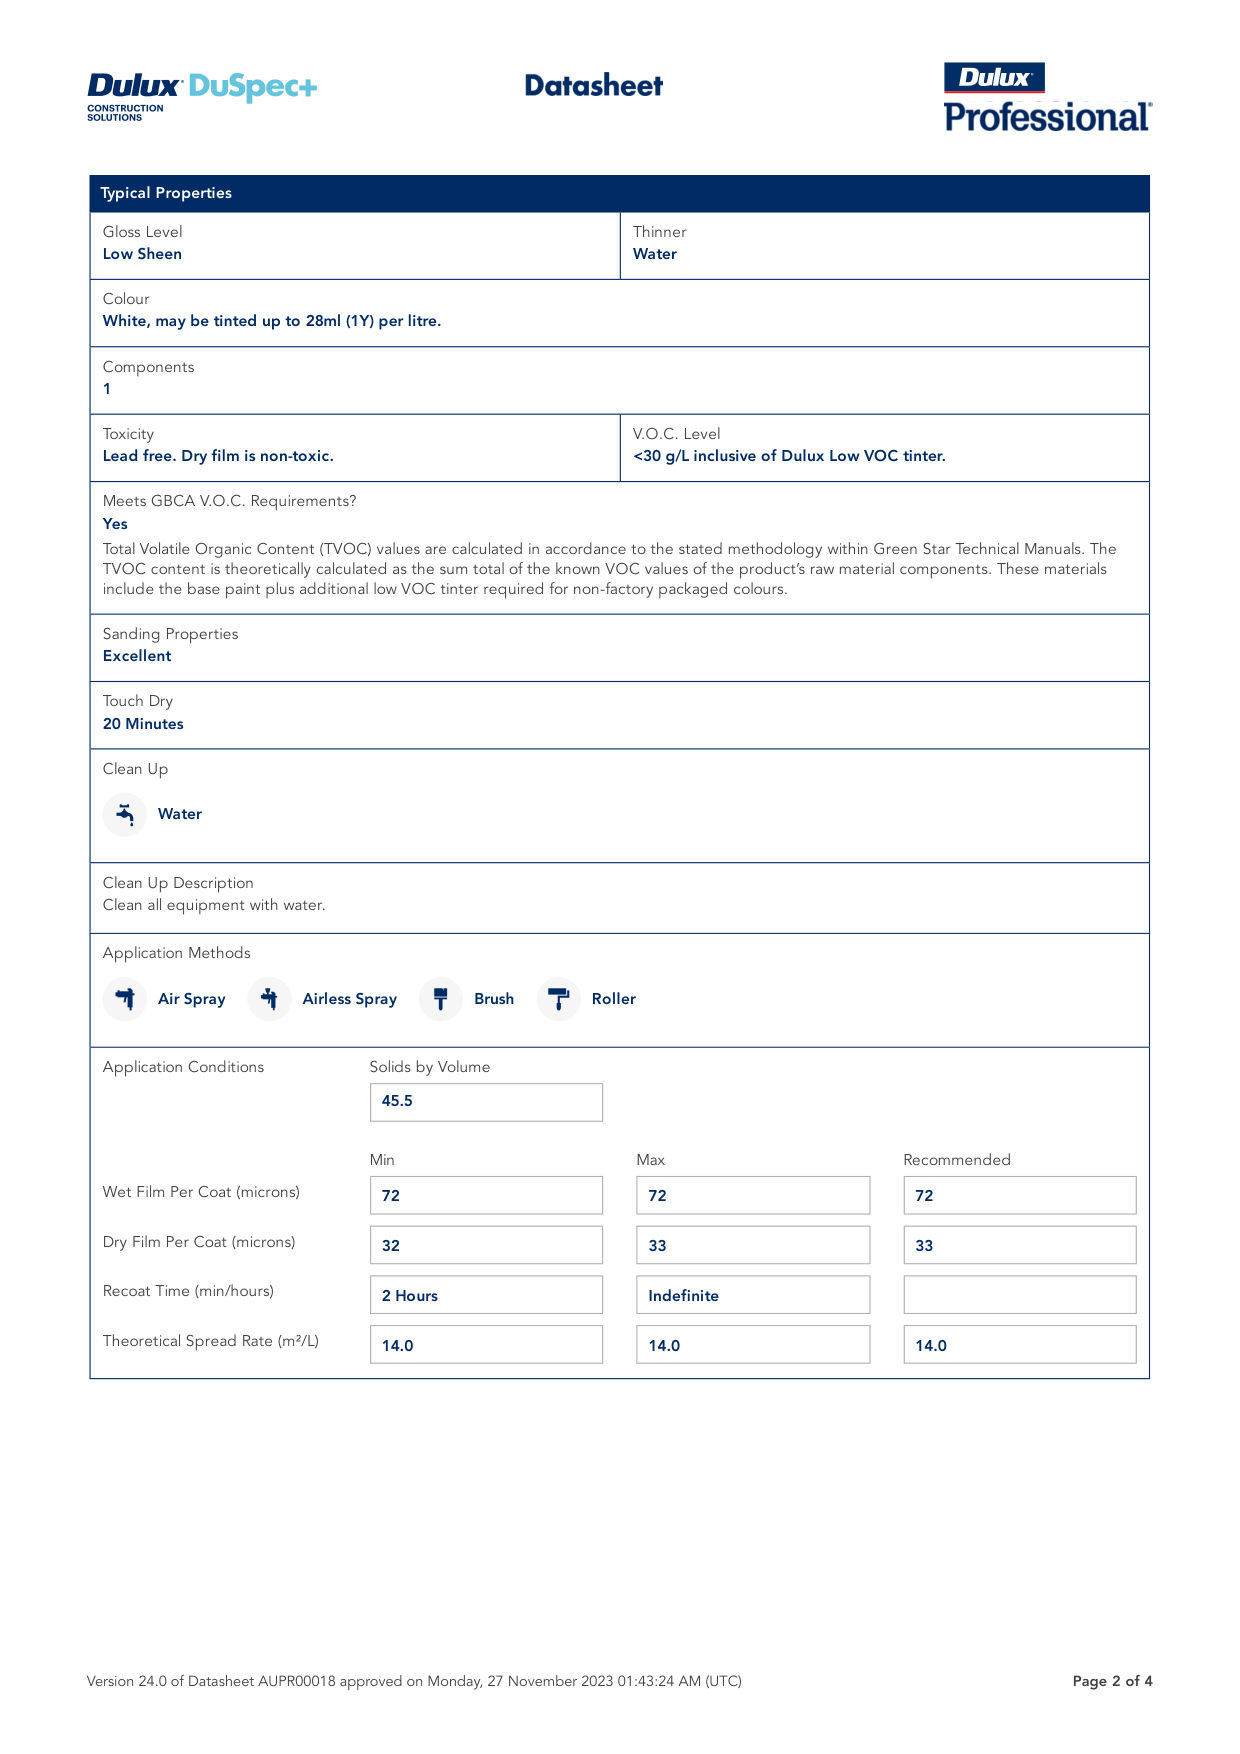 Dulux DuSpec+
CONSTRUCTION
SOLUTIONS
Datasheet
Dulux
Professional®
Typical Properties
Gloss Level
Low Sheen
Thinner
Water
Colour
White, may be tinted up to 28ml (1Y) per litre.
Components
1
Toxicity
Lead free. Dry film is non-toxic.
V.O.C. Level
<30 g/L inclusive of Dulux Low VOC tinter.
Meets GBCA V.O.C. Requirements?
Yes
Total Volatile Organic Content (TVOC) values are calculated in accordance to the stated methodology within Green Star Technical Manuals. The
TVOC content is theoretically calculated as the sum total of the known VOC values of the product's raw material components. These materials
include the base paint plus additional low VOC tinter required for non-factory packaged colours.
Sanding Properties
Excellent
Touch Dry
20 Minutes
Clean Up
Water
Clean Up Description
Clean all equipment with water.
Application Methods
Air Spray Airless Spray Brush Roller
Application Conditions Solids by Volume
45.5
Min Max Recommended
Wet Film Per Coat (microns) 72 72 72
Dry Film Per Coat (microns) 32 33 33
Recoat Time (min/hours) 2 Hours Indefinite
Theoretical Spread Rate (m²/L) 14.0 14.0 14.0
Version 24.0 of Datasheet AUPR00018 approved on Monday, 27 November 2023 01:43:24 AM (UTC) Page 2 of 4